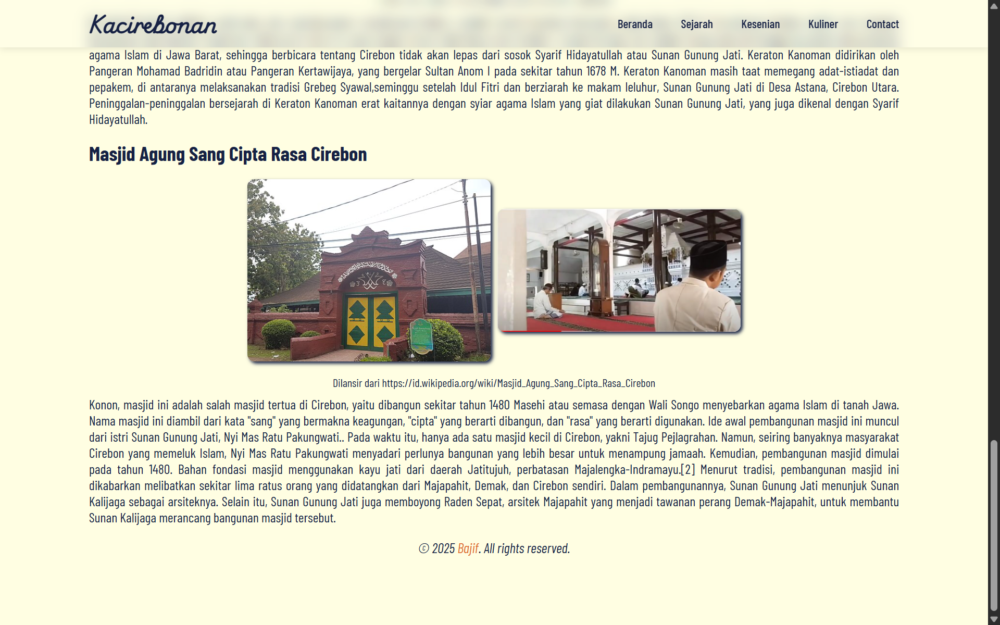 Kacirebonan
Beranda Sejarah Kesenian Kuliner Contact
agama Islam di Jawa Barat, sehingga berbicara tentang Cirebon tidak akan lepas dari sosok Syarif Hidayatullah atau Sunan Gunung Jati. Keraton Kanoman didirikan oleh
Pangeran Mohamad Badridin atau Pangeran Kertawijaya, yang bergelar Sultan Anom I pada sekitar tahun 1678 M. Keraton Kanoman masih taat memegang adat-istiadat dan
pepakem, di antaranya melaksanakan tradisi Grebeg Syawal,seminggu setelah Idul Fitri dan berziarah ke makam leluhur, Sunan Gunung Jati di Desa Astana, Cirebon Utara.
Peninggalan-peninggalan bersejarah di Keraton Kanoman erat kaitannya dengan syiar agama Islam yang giat dilakukan Sunan Gunung Jati, yang juga dikenal dengan Syarif
Hidayatullah.
Masjid Agung Sang Cipta Rasa Cirebon
Dilansir dari https://id.wikipedia.org/wiki/Masjid_Agung_Sang_Cipta_Rasa_Cirebon
Konon, masjid ini adalah salah masjid tertua di Cirebon, yaitu dibangun sekitar tahun 1480 Masehi atau semasa dengan Wali Songo menyebarkan agama Islam di tanah Jawa.
Nama masjid ini diambil dari kata "sang" yang bermakna keagungan, "cipta" yang berarti dibangun, dan "rasa" yang berarti digunakan. Ide awal pembangunan masjid ini muncul
dari istri Sunan Gunung Jati, Nyi Mas Ratu Pakungwati.. Pada waktu itu, hanya ada satu masjid kecil di Cirebon, yakni Tajug Pejlagrahan. Namun, seiring banyaknya masyarakat
Cirebon yang memeluk Islam, Nyi Mas Ratu Pakungwati menyadari perlunya bangunan yang lebih besar untuk menampung jamaah. Kemudian, pembangunan masjid dimulai
pada tahun 1480. Bahan fondasi masjid menggunakan kayu jati dari daerah Jatitujuh, perbatasan Majalengka-Indramayu.[2] Menurut tradisi, pembangunan masjid ini
dikabarkan melibatkan sekitar lima ratus orang yang didatangkan dari Majapahit, Demak, dan Cirebon sendiri. Dalam pembangunannya, Sunan Gunung Jati menunjuk Sunan
Kalijaga sebagai arsiteknya. Selain itu, Sunan Gunung Jati juga memboyong Raden Sepat, arsitek Majapahit yang menjadi tawanan perang Demak-Majapahit, untuk membantu
Sunan Kalijaga merancang bangunan masjid tersebut.
© 2025 Bajif. All rights reserved.